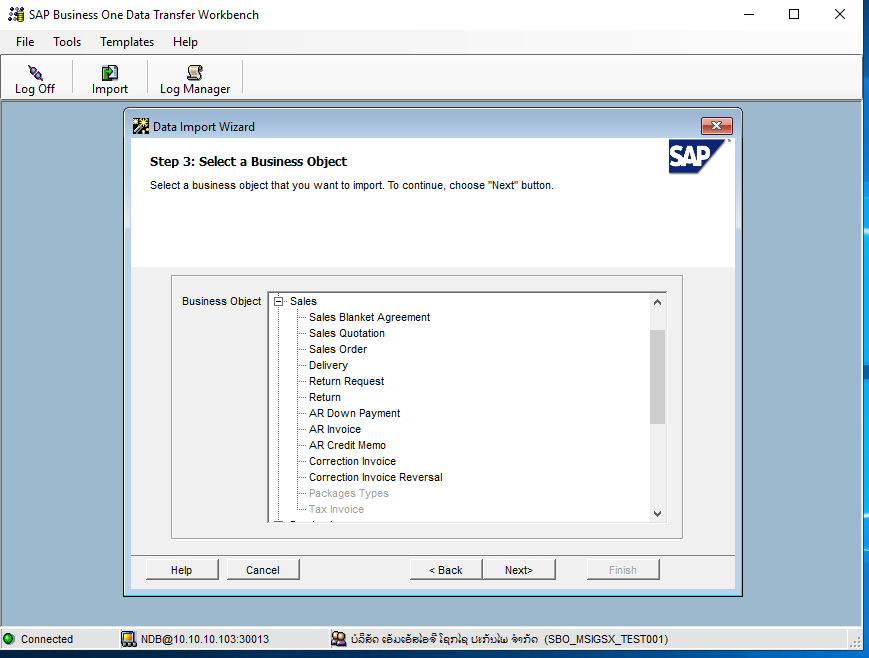 SAP Business One Data Transfer Workbench
File Tools Templates Help
Log Off Import Log Manager
Data Import Wizard
SAP
Step 3: Select a Business Object
Select a business object that you want to import. To continue, choose "Next" button.
Business Object
Sales
Sales Blanket Agreement
Sales Quotation
Sales Order
Delivery
Return Request
Return
AR Down Payment
AR Invoice
AR Credit Memo
Correction Invoice
Correction Invoice Reversal
Packages Types
Tax Invoice
Help Cancel < Back Next> Finish
Connected NDB@10.10.10.103:30013 ບໍລິສັດ ເອັມເອັສໄອຈີ ໂຊກໄຊ ປະກັນໄພ ຈຳກັດ (SBO_MSIGSX_TEST001)